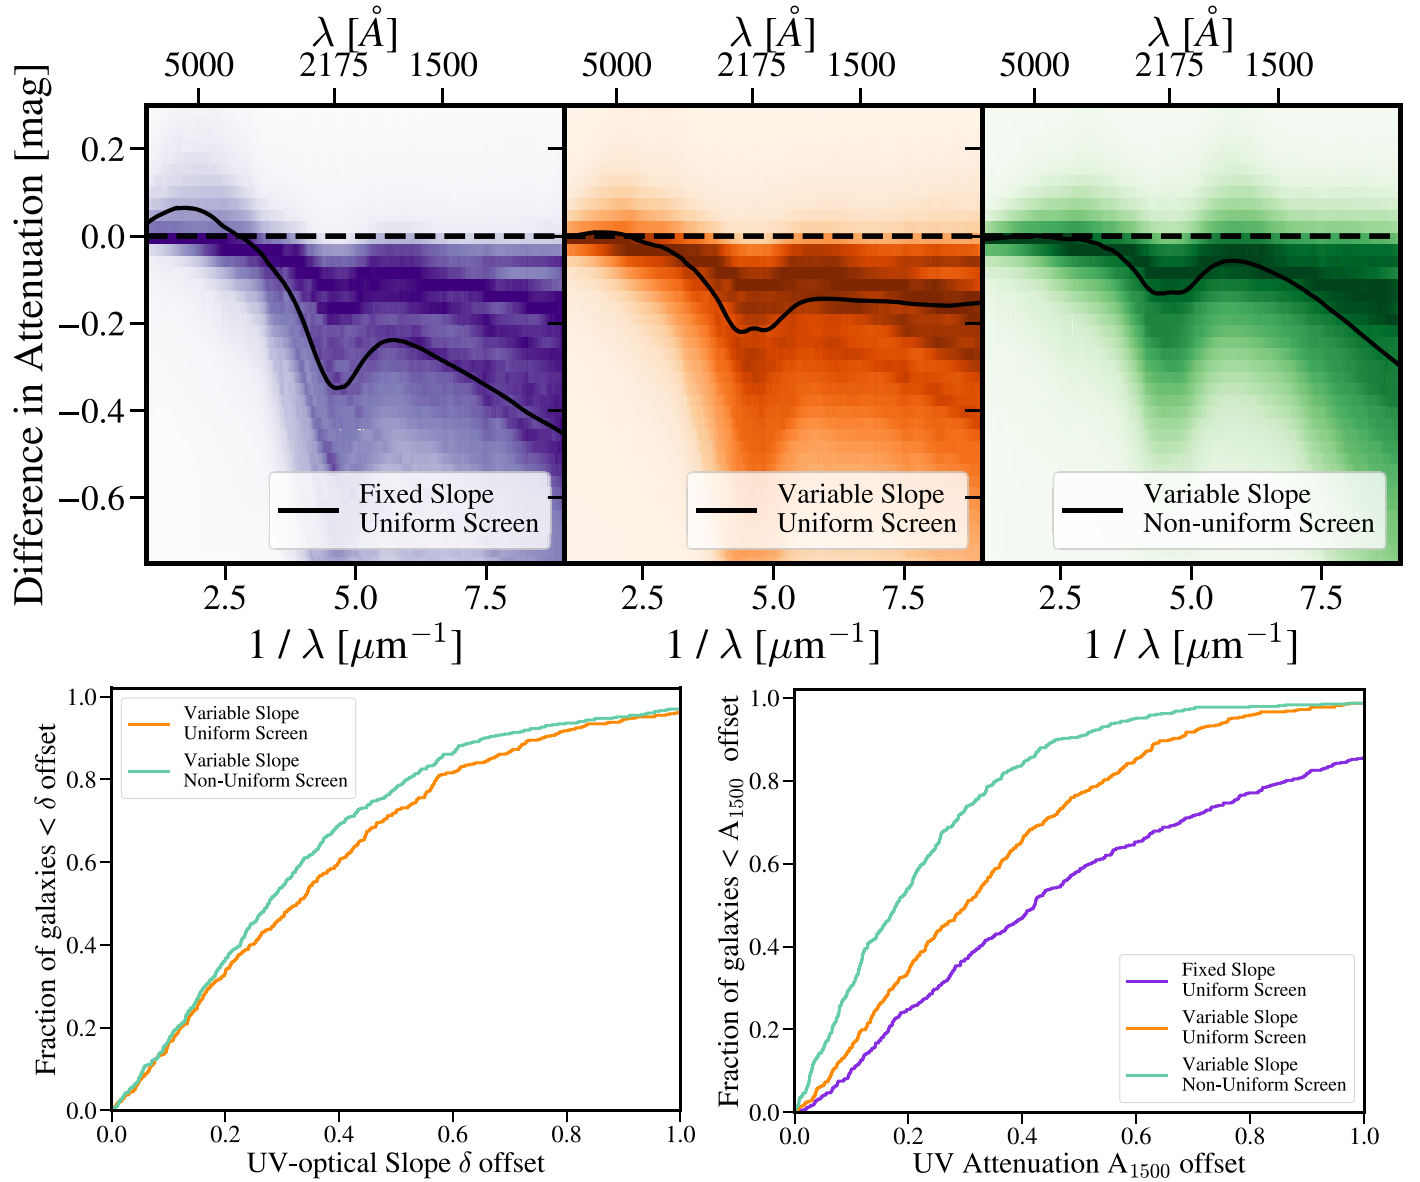 λ [Å]
λ [Å]
λ [Å]
5000 2175 1500
5000 2175 1500
5000 2175 1500
Difference in Attenuation [mag]
0.2
0.0
−0.2
−0.4
−0.6
Fixed Slope
Uniform Screen
Variable Slope
Uniform Screen
Variable Slope
Non-uniform Screen
2.5 5.0 7.5
2.5 5.0 7.5
2.5 5.0 7.5
1 / λ [μm⁻¹]
1 / λ [μm⁻¹]
1 / λ [μm⁻¹]
Fraction of galaxies < δ offset
1.0
0.8
0.6
0.4
0.2
0.0
Variable Slope
Uniform Screen
Variable Slope
Non-Uniform Screen
0.0 0.2 0.4 0.6 0.8 1.0
UV-optical Slope δ offset
Fraction of galaxies < A₁₅₀₀ offset
1.0
0.8
0.6
0.4
0.2
0.0
Fixed Slope
Uniform Screen
Variable Slope
Uniform Screen
Variable Slope
Non-Uniform Screen
0.0 0.2 0.4 0.6 0.8 1.0
UV Attenuation A₁₅₀₀ offset